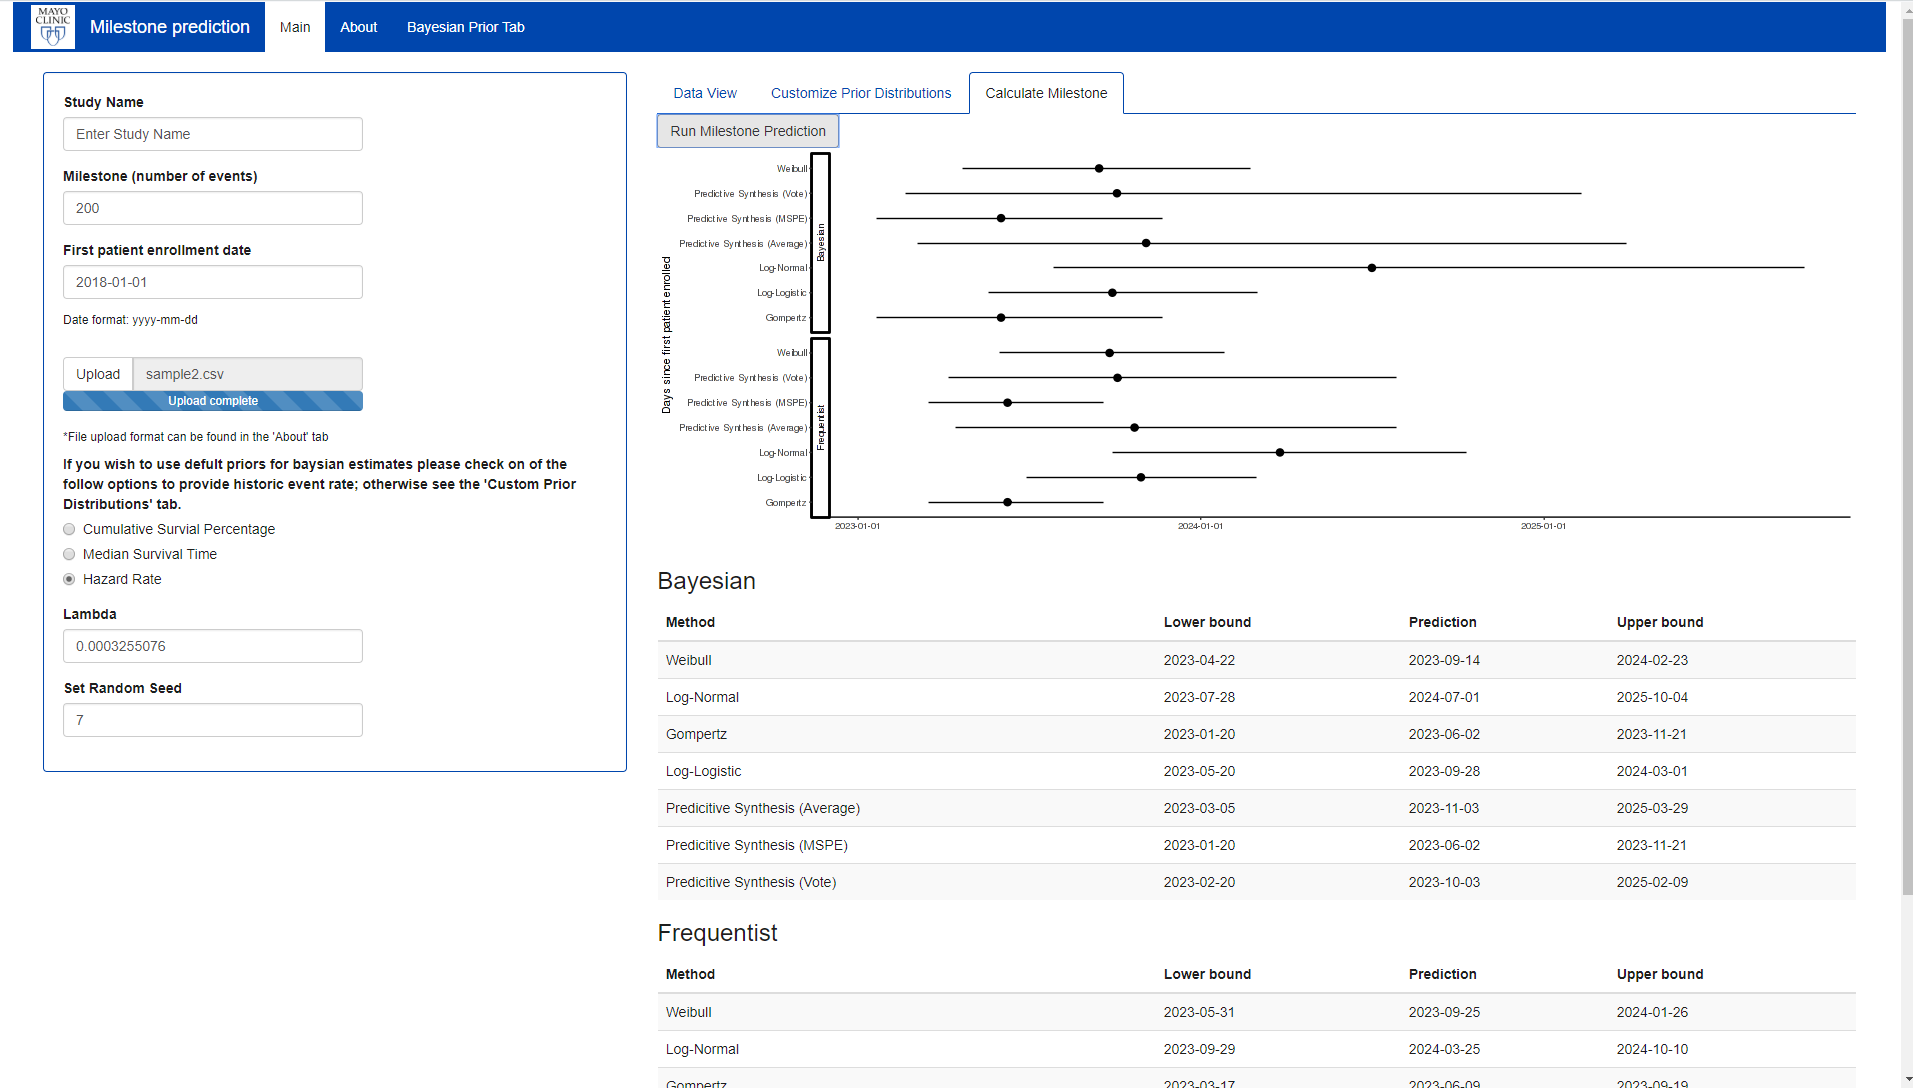 MAYO
CLINIC
Milestone prediction
Main
About
Bayesian Prior Tab
Study Name
Enter Study Name
Milestone (number of events)
200
First patient enrollment date
2018-01-01
Date format: yyyy-mm-dd
Upload
sample2.csv
Upload complete
*File upload format can be found in the 'About' tab
If you wish to use defult priors for baysian estimates please check on of the
follow options to provide historic event rate; otherwise see the 'Custom Prior
Distributions' tab.
Cumulative Survial Percentage
Median Survival Time
Hazard Rate
Lambda
0.0003255076
Set Random Seed
7
Data View
Customize Prior Distributions
Calculate Milestone
Run Milestone Prediction
Days since first patient enrolled
Bayesian
Weibull
Predictive Synthesis (Vote)
Predictive Synthesis (MSPE)
Predictive Synthesis (Average)
Log-Normal
Log-Logistic
Gompertz
Frequentist
Weibull
Predictive Synthesis (Vote)
Predictive Synthesis (MSPE)
Predictive Synthesis (Average)
Log-Normal
Log-Logistic
Gompertz
2023-01-01
2024-01-01
2025-01-01
Bayesian
Method Lower bound Prediction Upper bound
Weibull 2023-04-22 2023-09-14 2024-02-23
Log-Normal 2023-07-28 2024-07-01 2025-10-04
Gompertz 2023-01-20 2023-06-02 2023-11-21
Log-Logistic 2023-05-20 2023-09-28 2024-03-01
Predicitive Synthesis (Average) 2023-03-05 2023-11-03 2025-03-29
Predicitive Synthesis (MSPE) 2023-01-20 2023-06-02 2023-11-21
Predicitive Synthesis (Vote) 2023-02-20 2023-10-03 2025-02-09
Frequentist
Method Lower bound Prediction Upper bound
Weibull 2023-05-31 2023-09-25 2024-01-26
Log-Normal 2023-09-29 2024-03-25 2024-10-10
Gompertz 2023-03-17 2023-06-09 2023-09-19